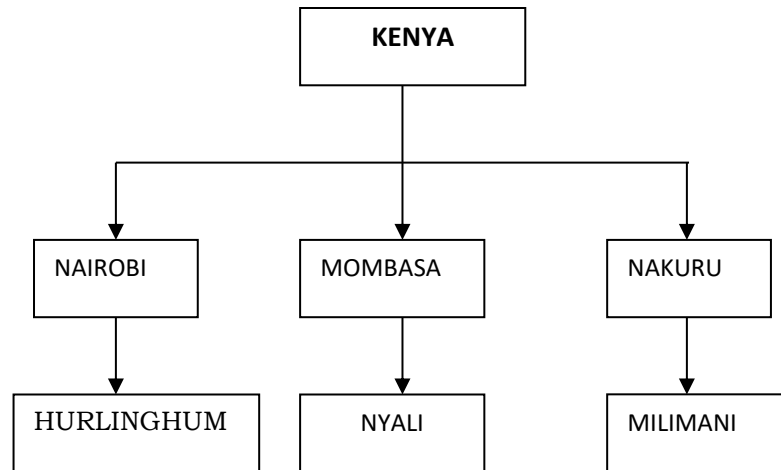 KENYA
NAIROBI
MOMBASA
NAKURU
HURLINGHUM
NYALI
MILIMANI